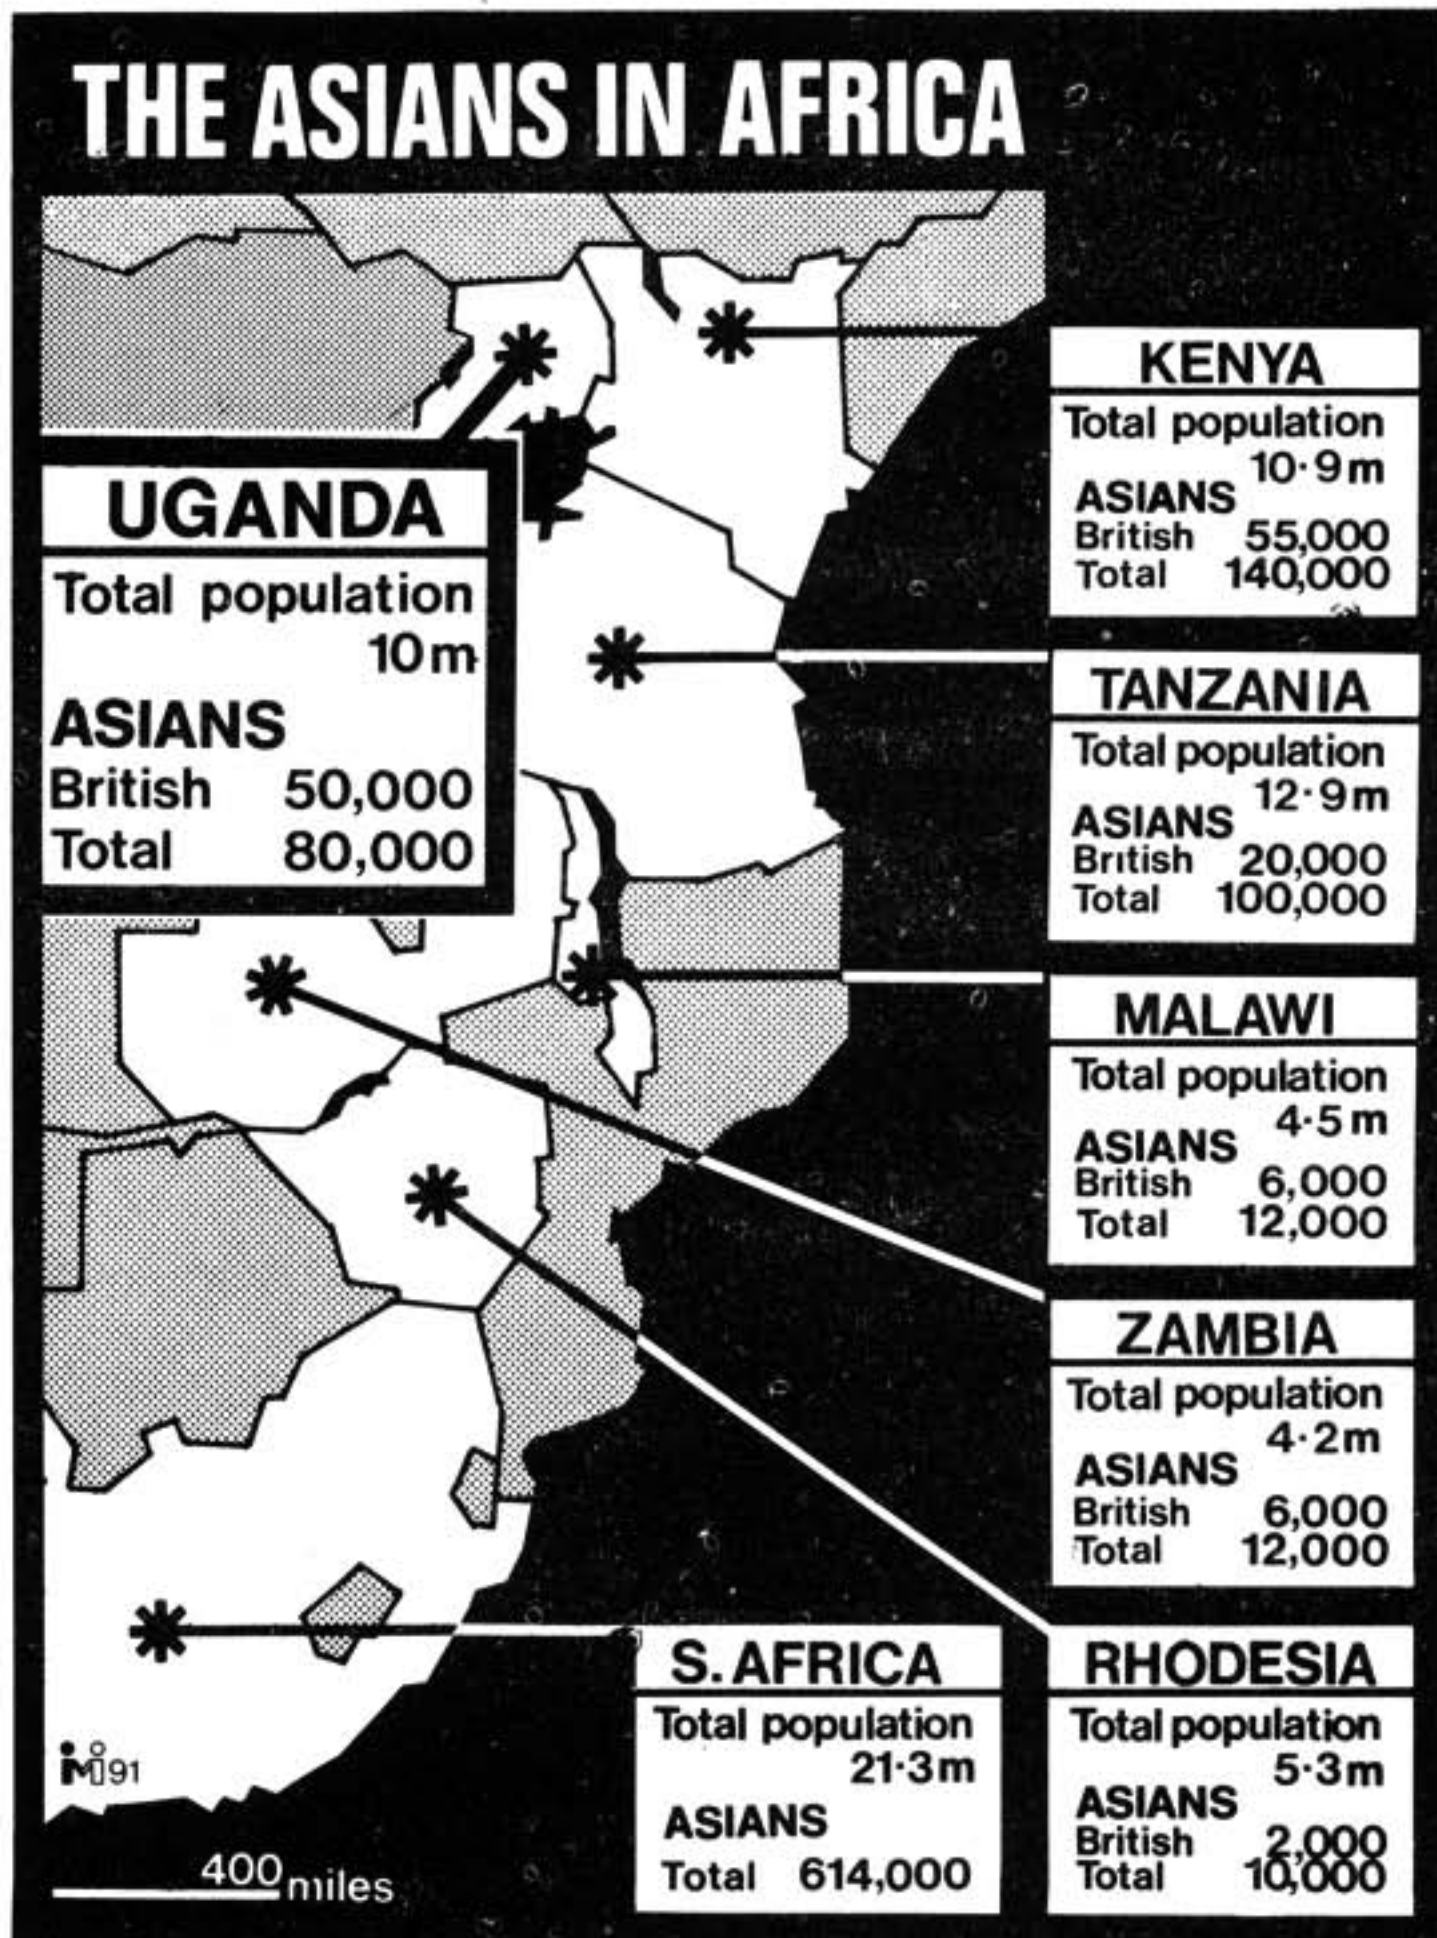 THE ASIANS IN AFRICA
UGANDA
Total population
10m
ASIANS
British 50,000
Total 80,000
KENYA
Total population
10·9m
ASIANS
British 55,000
Total 140,000
TANZANIA
Total population
12·9m
ASIANS
British 20,000
Total 100,000
MALAWI
Total population
4·5m
ASIANS
British 6,000
Total 12,000
ZAMBIA
Total population
4·2m
ASIANS
British 6,000
Total 12,000
RHODESIA
Total population
5·3m
ASIANS
British 2,000
Total 10,000
S. AFRICA
Total population
21·3m
ASIANS
Total 614,000
91
400 miles